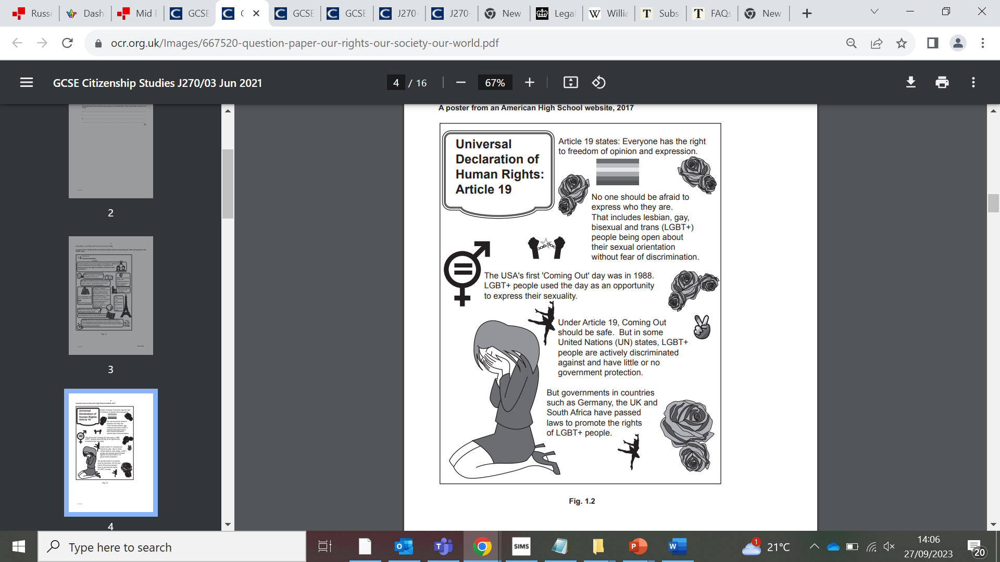 Russe
Dash
Mid E
GCSE
(
GCSE
GCSE
J270-
J270-
New
Legal
Willia
Subs
FAQs
New
ocr.org.uk/Images/667520-question-paper-our-rights-our-society-our-world.pdf
GCSE Citizenship Studies J270/03 Jun 2021
4 / 16
67%
2
3
4
A poster from an American High School website, 2017
Universal
Declaration of
Human Rights:
Article 19
Article 19 states: Everyone has the right
to freedom of opinion and expression.
No one should be afraid to
express who they are.
That includes lesbian, gay,
bisexual and trans (LGBT+)
people being open about
their sexual orientation
without fear of discrimination.
The USA's first 'Coming Out' day was in 1988.
LGBT+ people used the day as an opportunity
to express their sexuality.
Under Article 19, Coming Out
should be safe. But in some
United Nations (UN) states, LGBT+
people are actively discriminated
against and have little or no
government protection.
But governments in countries
such as Germany, the UK and
South Africa have passed
laws to promote the rights
of LGBT+ people.
Fig. 1.2
Type here to search
SIMS
1
21°C
14:06
27/09/2023
20